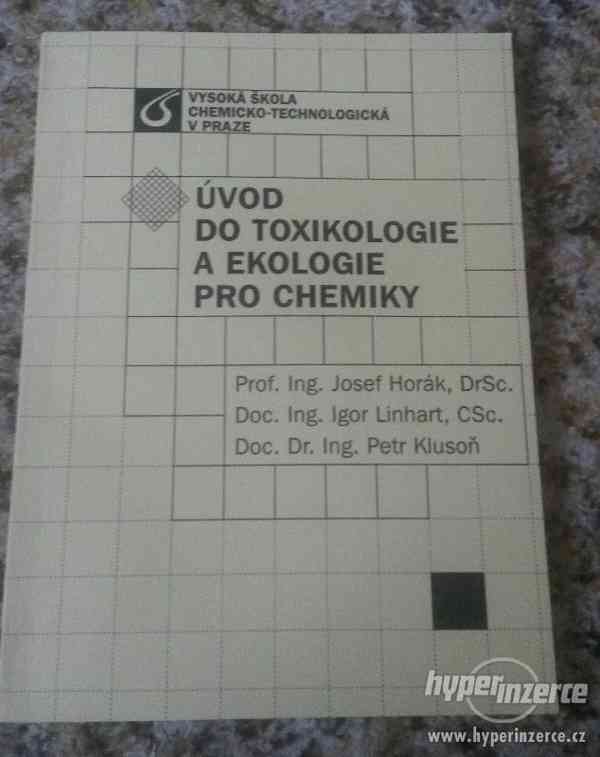 VYSOKÁ ŠKOLA
CHEMICKO-TECHNOLOGICKÁ
V PRAZE
ÚVOD
DO TOXIKOLOGIE
A EKOLOGIE
PRO CHEMIKY
Prof. Ing. Josef Horák, DrSc.
Doc. Ing. Igor Linhart, CSc.
Doc. Dr. Ing. Petr Klusoň
hyperinzerce
www.hyperinzerce.cz